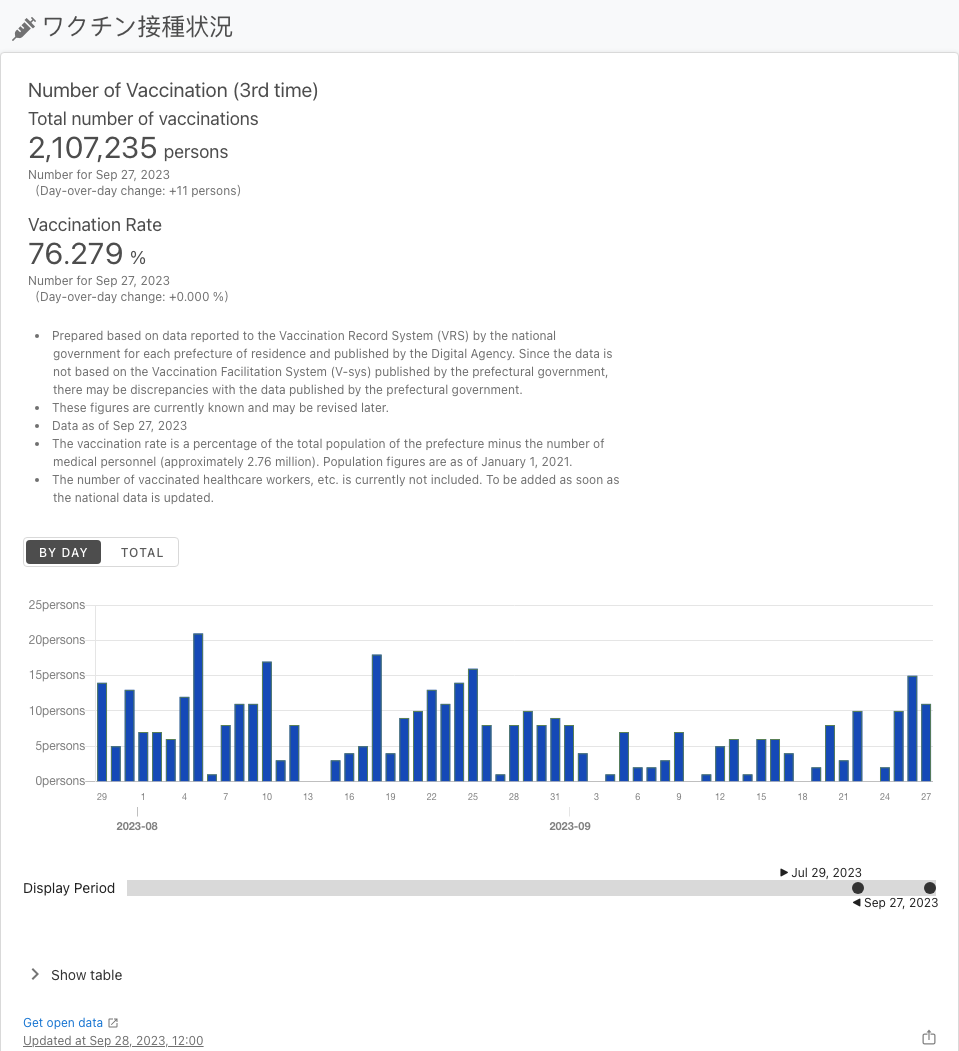 ワクチン接種状況
Number of Vaccination (3rd time)
Total number of vaccinations
2,107,235 persons
Number for Sep 27, 2023
(Day-over-day change: +11 persons)
Vaccination Rate
76.279 %
Number for Sep 27, 2023
(Day-over-day change: +0.000 %)
• Prepared based on data reported to the Vaccination Record System (VRS) by the national
government for each prefecture of residence and published by the Digital Agency. Since the data is
not based on the Vaccination Facilitation System (V-sys) published by the prefectural government,
there may be discrepancies with the data published by the prefectural government.
• These figures are currently known and may be revised later.
• Data as of Sep 27, 2023
• The vaccination rate is a percentage of the total population of the prefecture minus the number of
medical personnel (approximately 2.76 million). Population figures are as of January 1, 2021.
• The number of vaccinated healthcare workers, etc. is currently not included. To be added as soon as
the national data is updated.
BY DAY TOTAL
25persons
20persons
15persons
10persons
5persons
0persons
29 1 4 7 10 13 16 19 22 25 28 31 3 6 9 12 15 18 21 24 27
2023-08 2023-09
Jul 29, 2023
Display Period
Sep 27, 2023
Show table
Get open data
Updated at Sep 28, 2023, 12:00